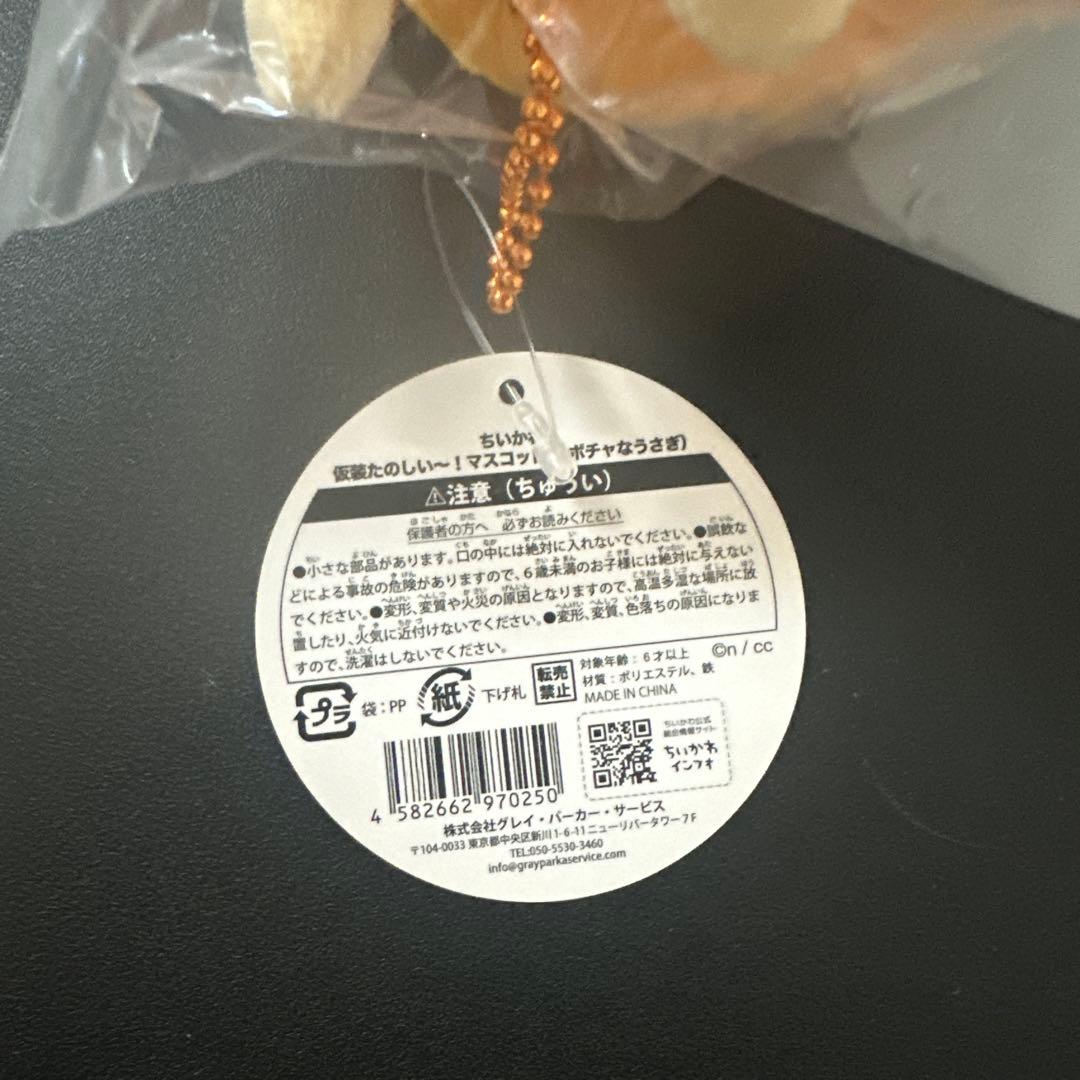 ちいか
仮装たのしい～！マスコット ボチャなうさぎ）
⚠注意（ちゅうい）
保護者の方へ 必ずお読みください
●小さな部品があります。口の中には絶対に入れないでください。●誤飲な
どによる事故の危険がありますので、6歳未満のお子様には絶対に与えない
でください。●変形、変質や火災の原因となりますので、高温多湿な場所に放
置したり、火気に近付けないでください。●変形、変質、色落ちの原因になりま
すので、洗濯はしないでください。
©n / cc
プラ 袋：PP 紙 下げ札 転売禁止
対象年齢：6才以上
材質：ポリエステル、鉄
MADE IN CHINA
ちいかわ公式
総合情報サイト
ちいかわ
インフォ
4 582662 970250
株式会社グレイ・パーカー・サービス
〒104-0033 東京都中央区新川1-6-11ニューリバータワー7F
TEL:050-5530-3460
info@grayparkaservice.com